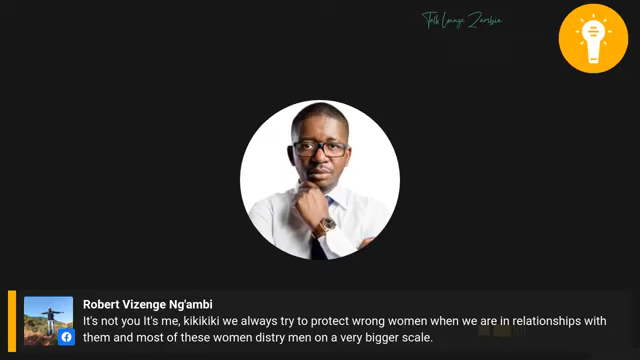 Talk Lounge Zambia
Robert Vizenge Ng'ambi
It's not you It's me, kikikiki we always try to protect wrong women when we are in relationships with
them and most of these women distry men on a very bigger scale.